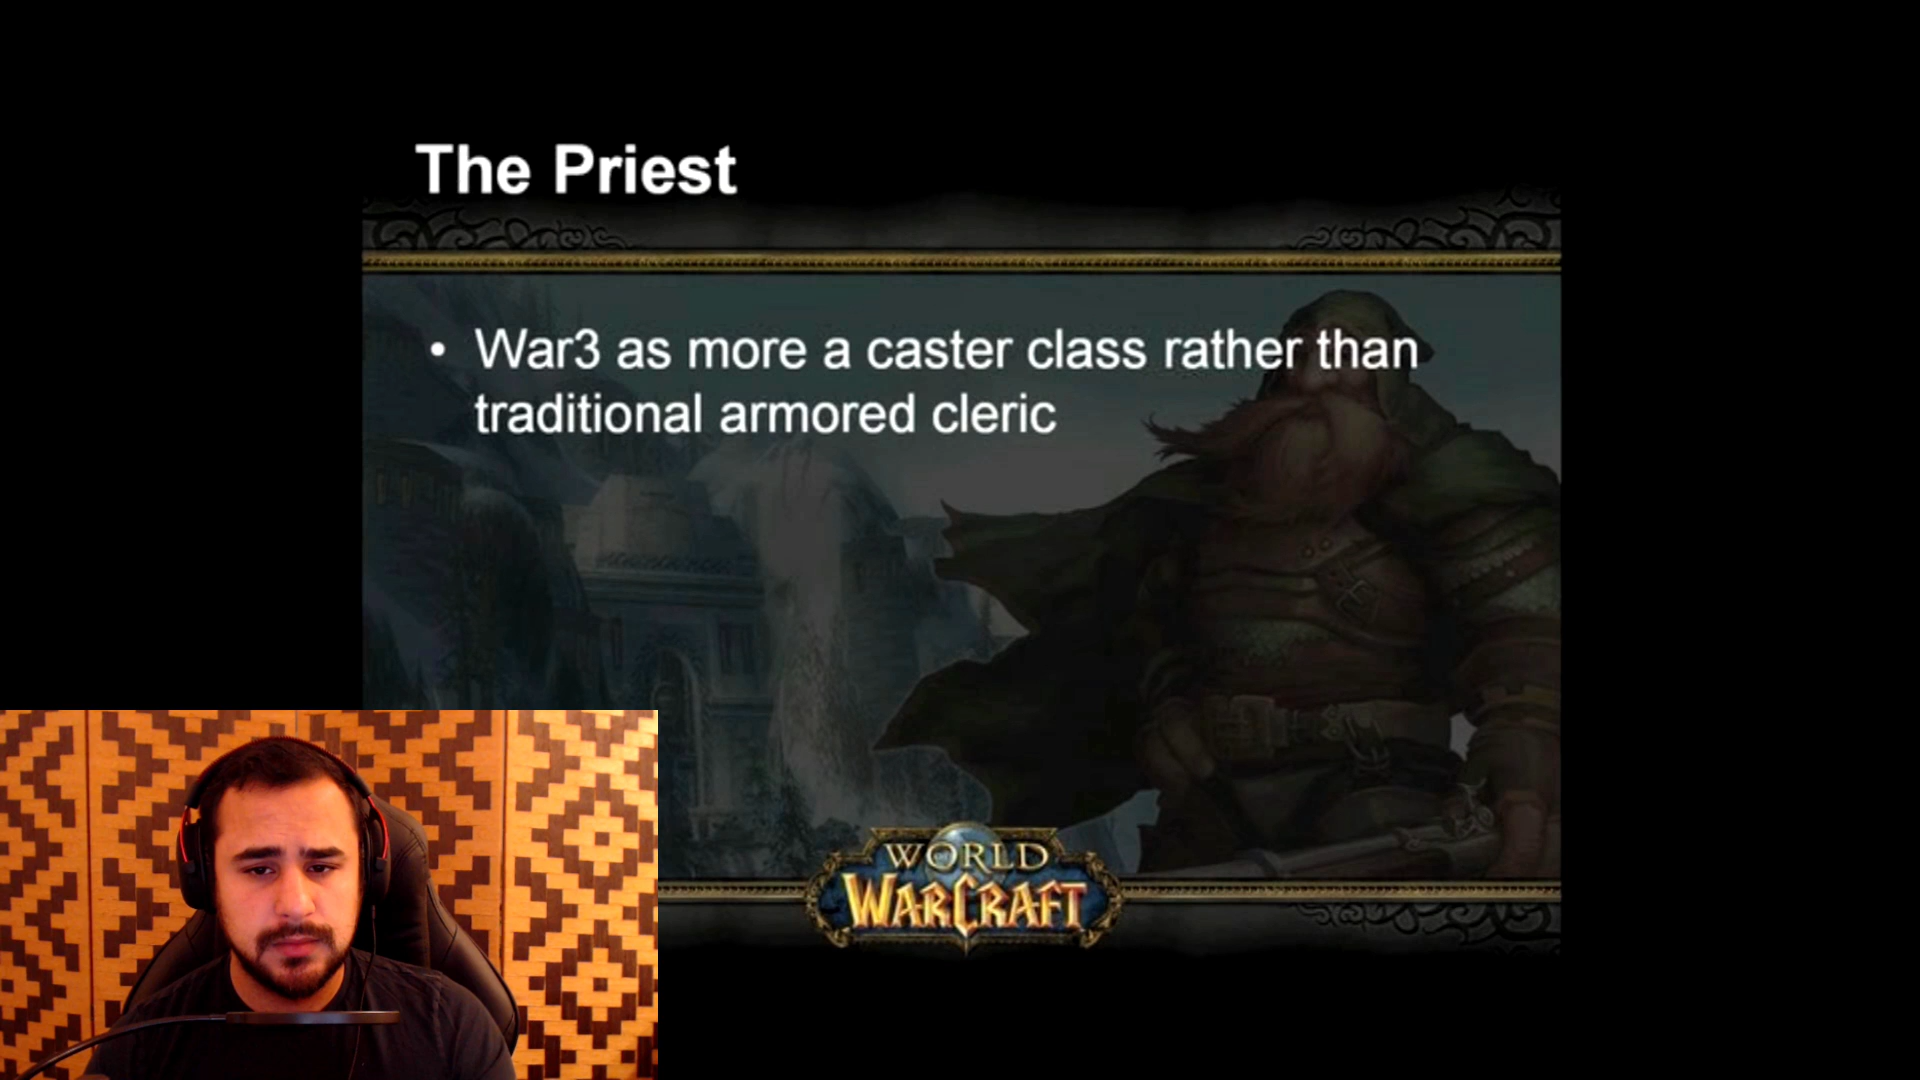 The Priest
• War3 as more a caster class rather than
traditional armored cleric
WORLD
WARCRAFT